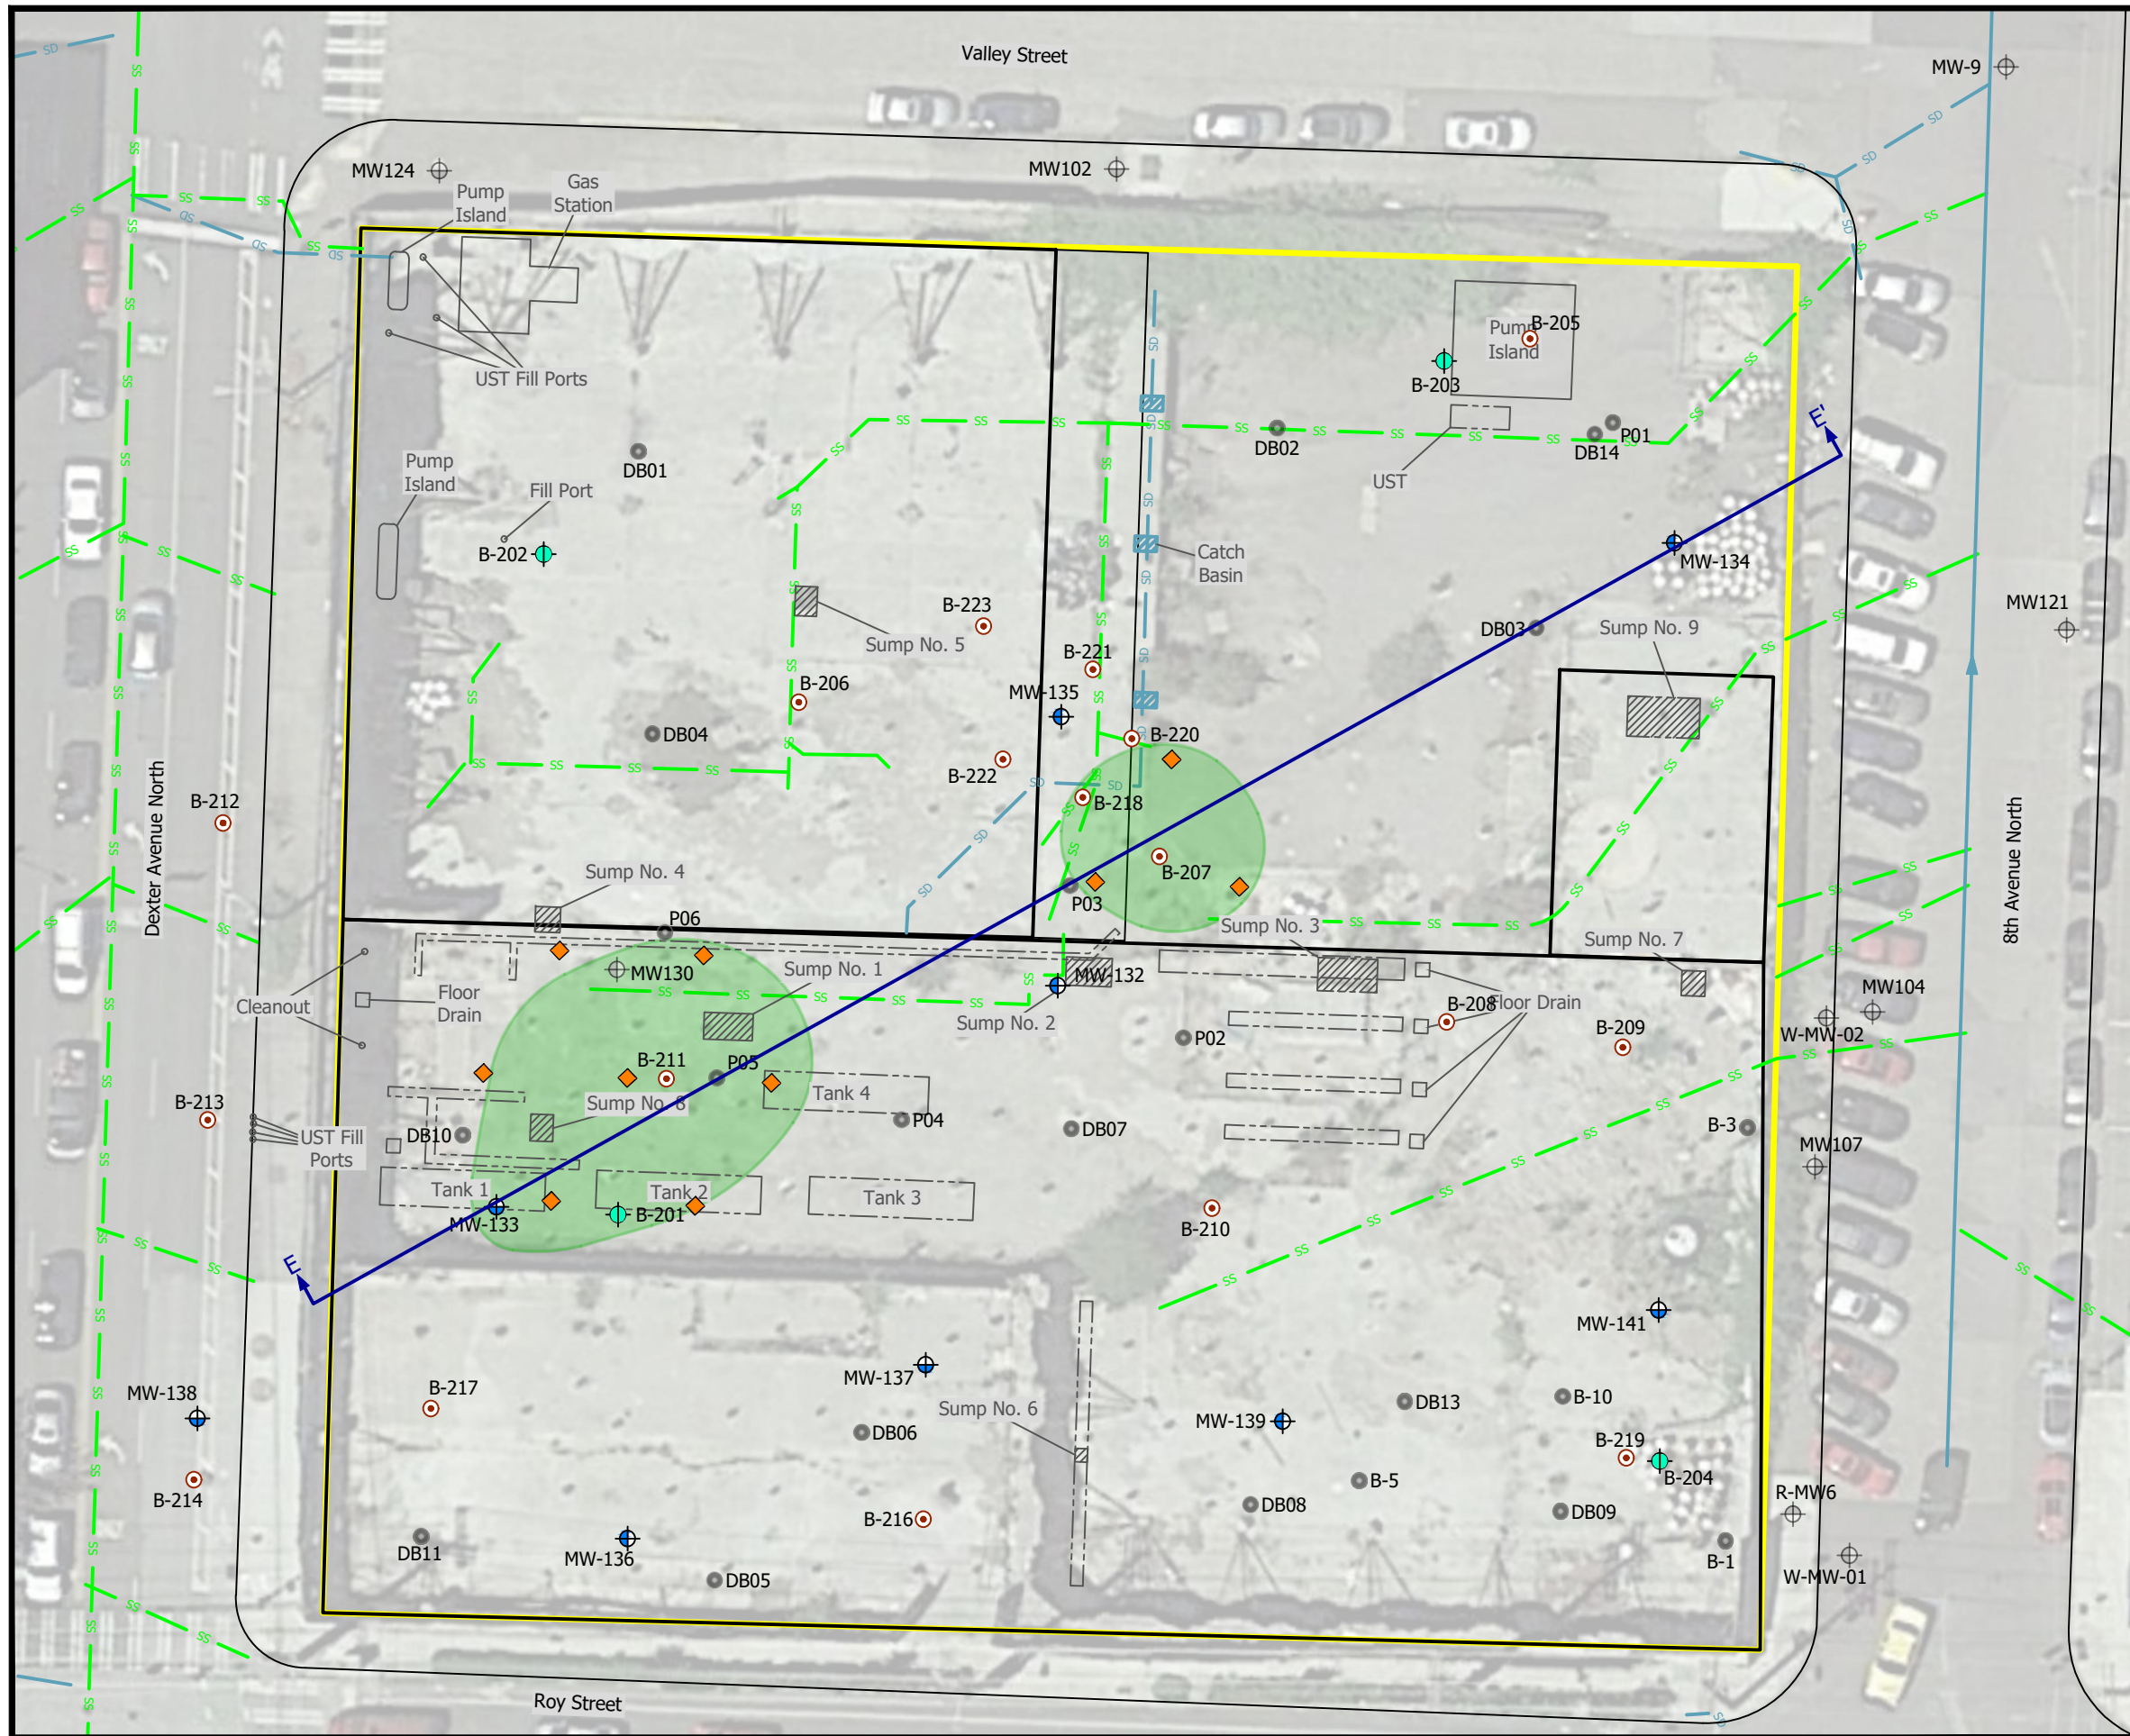 Valley Street
MW-9
SD
MW124
MW102
Pump
Island
Gas
Station
UST Fill Ports
B-205
Pump
Island
B-203
DB01
DB02
DB14
P01
E'
UST
Pump
Island
Fill Port
B-202
Catch
Basin
MW-134
MW121
B-223
Sump No. 5
DB03
Sump No. 9
B-221
B-206
MW-135
DB04
B-220
B-222
B-218
B-212
Dexter Avenue North
8th Avenue North
Sump No. 4
B-207
P03
P06
Sump No. 3
Sump No. 7
MW130
Sump No. 1
MW-132
Cleanout
Floor
Drain
Sump No. 2
B-208
Floor Drain
MW104
W-MW-02
B-209
P02
B-211
P05
Tank 4
B-213
Sump No. 8
P04
UST Fill
Ports
DB10
DB07
B-3
MW107
Tank 1
Tank 2
Tank 3
MW-133
B-201
B-210
E
SS
MW-141
MW-137
MW-138
B-217
Sump No. 6
DB06
MW-139
DB13
B-10
B-219
B-204
B-214
B-5
B-216
DB08
DB09
R-MW6
DB11
MW-136
DB05
B-1
W-MW-01
Roy Street
SD